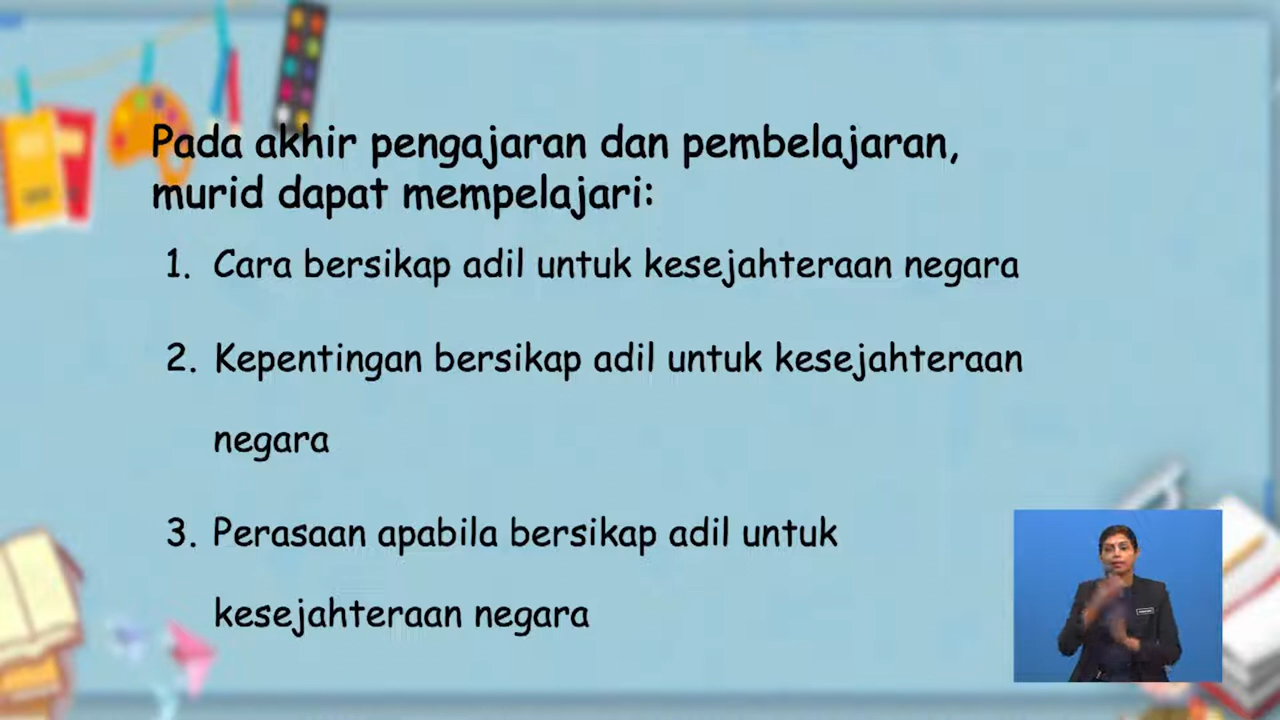 Pada akhir pengajaran dan pembelajaran,
murid dapat mempelajari:
1. Cara bersikap adil untuk kesejahteraan negara
2. Kepentingan bersikap adil untuk kesejahteraan
negara
3. Perasaan apabila bersikap adil untuk
kesejahteraan negara